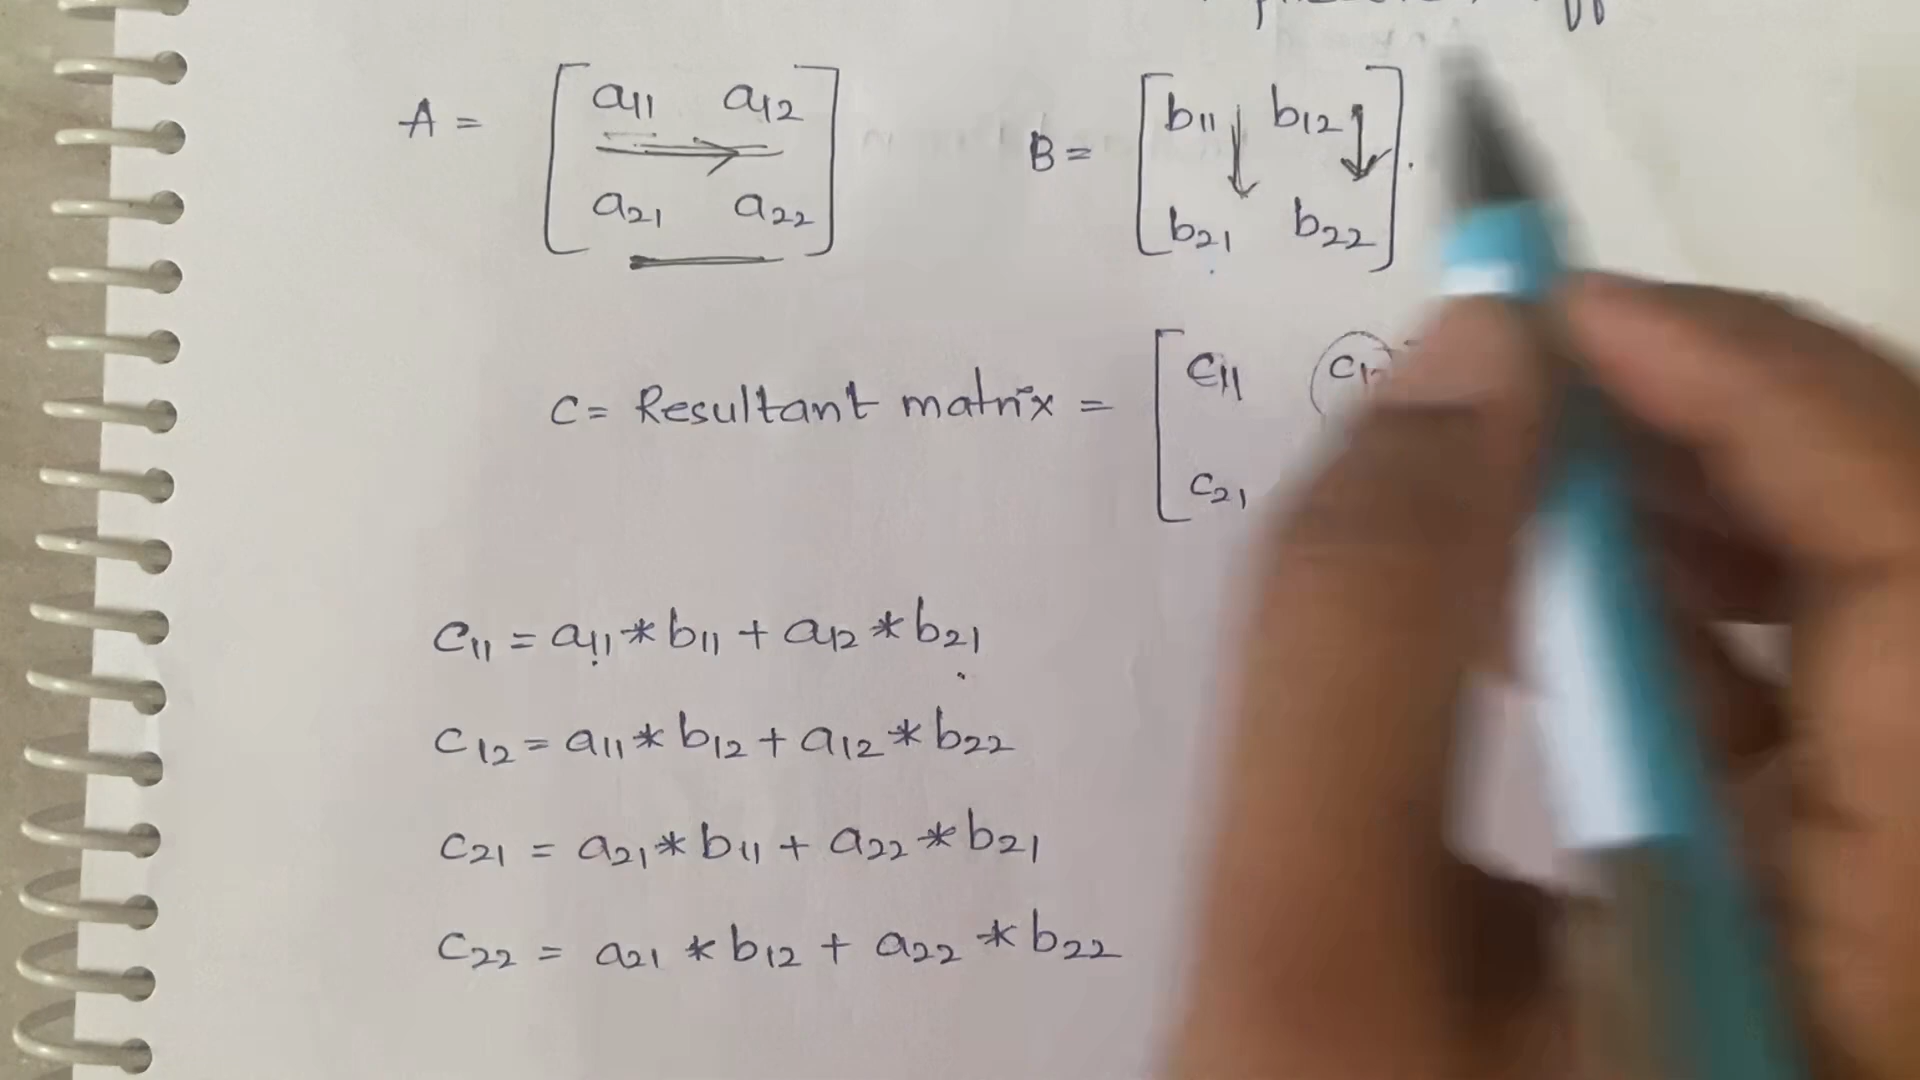 A = [ a11 a12 B = [ b11 b12 ] .
a21 a22 ] b21 b22
C = Resultant matrix = [ C11
C21
C11 = a11 * b11 + a12 * b21
C12 = a11 * b12 + a12 * b22
C21 = a21 * b11 + a22 * b21
C22 = a21 * b12 + a22 * b22